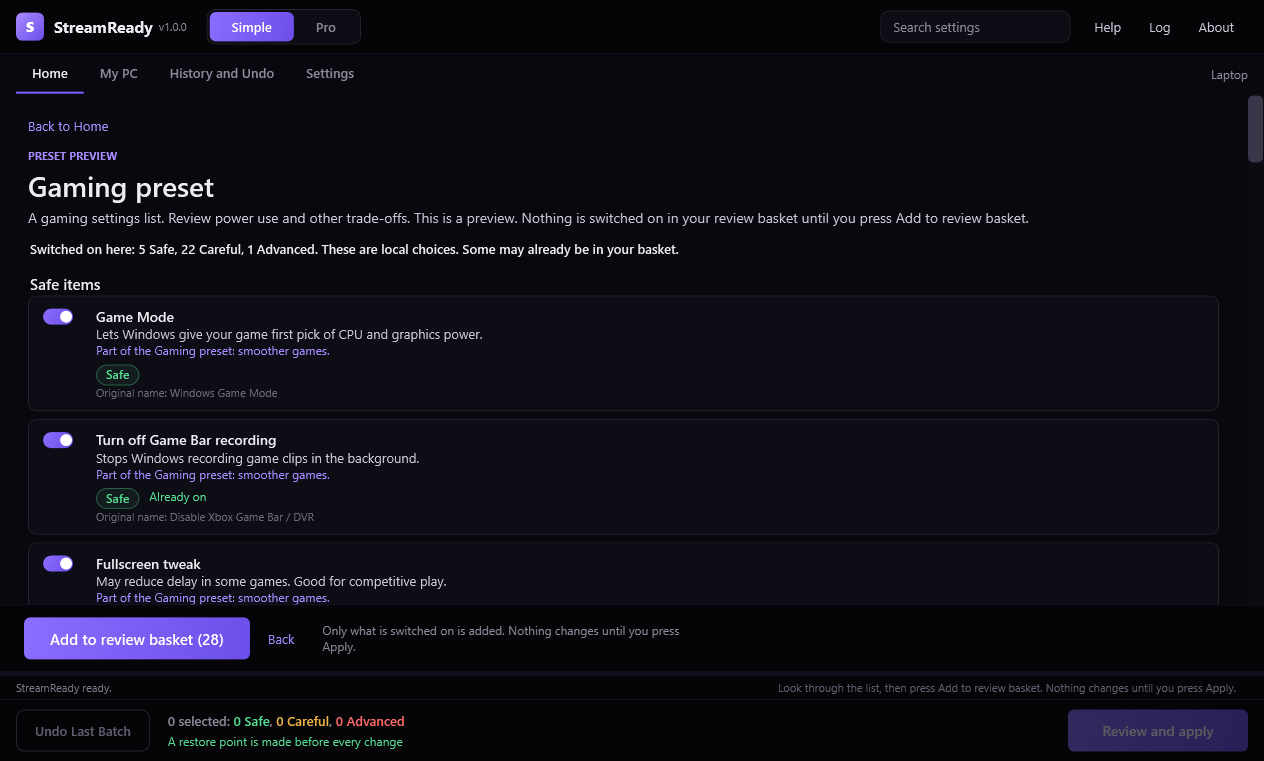 S StreamReady v1.0.0 Simple Pro Search settings Help Log About
Home My PC History and Undo Settings Laptop
Back to Home
PRESET PREVIEW
Gaming preset
A gaming settings list. Review power use and other trade-offs. This is a preview. Nothing is switched on in your review basket until you press Add to review basket.
Switched on here: 5 Safe, 22 Careful, 1 Advanced. These are local choices. Some may already be in your basket.
Safe items
Game Mode
Lets Windows give your game first pick of CPU and graphics power.
Part of the Gaming preset: smoother games.
Safe
Original name: Windows Game Mode
Turn off Game Bar recording
Stops Windows recording game clips in the background.
Part of the Gaming preset: smoother games.
Safe Already on
Original name: Disable Xbox Game Bar / DVR
Fullscreen tweak
May reduce delay in some games. Good for competitive play.
Part of the Gaming preset: smoother games.
Add to review basket (28) Back
Only what is switched on is added. Nothing changes until you press
Apply.
StreamReady ready. Look through the list, then press Add to review basket. Nothing changes until you press Apply.
Undo Last Batch
0 selected: 0 Safe, 0 Careful, 0 Advanced
A restore point is made before every change
Review and apply